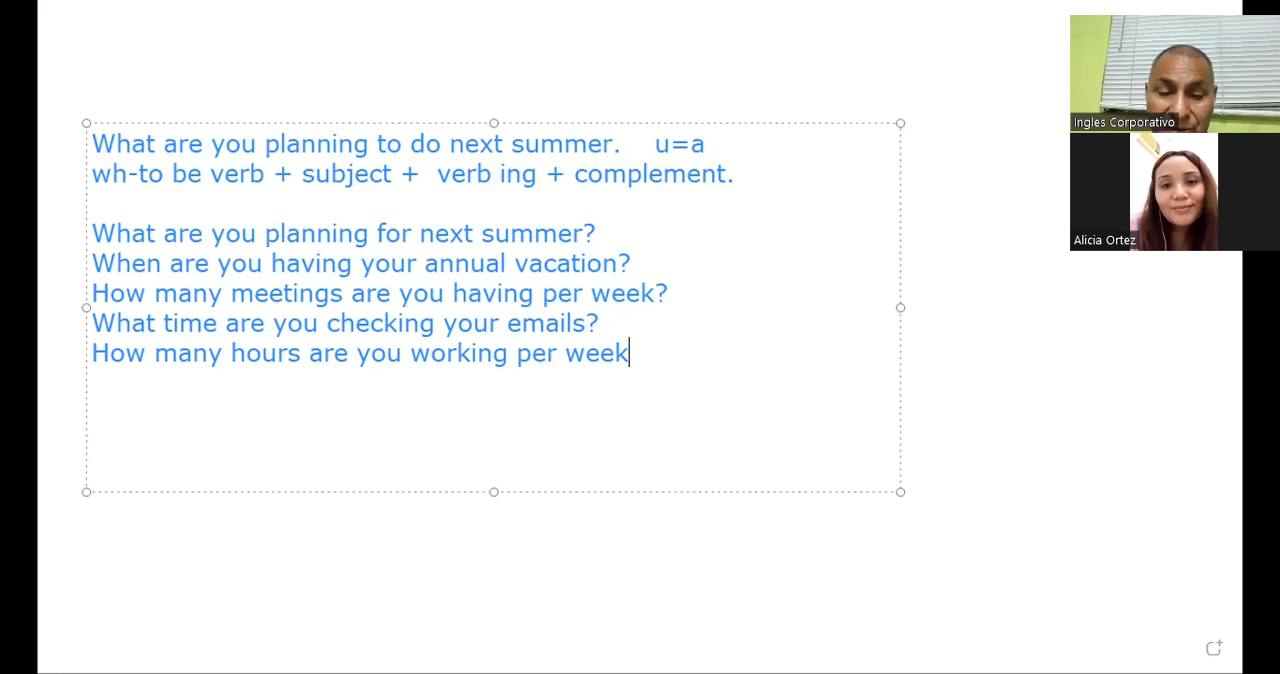 What are you planning to do next summer.    u=a
wh-to be verb + subject +  verb ing + complement.
What are you planning for next summer?
When are you having your annual vacation?
How many meetings are you having per week?
What time are you checking your emails?
How many hours are you working per week
Ingles Corporativo
Alicia Ortez